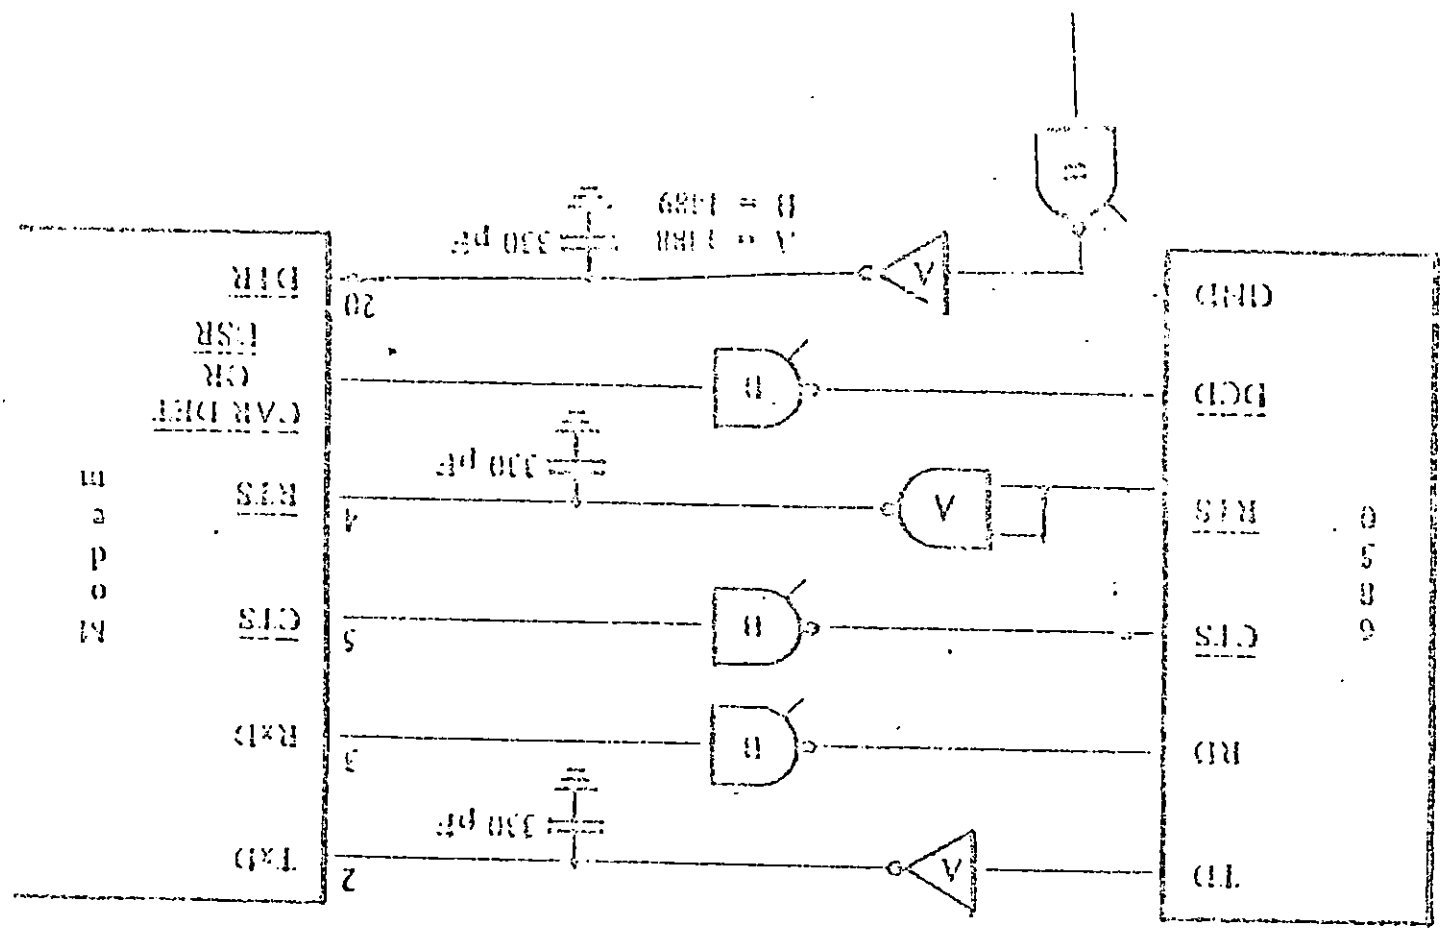 TD
A
2
TxD
330 pF
RD
B
3
RxD
6850
CTS
B
5
CTS
Modem
RTS
A
4
RTS
330 pF
DCD
B
CAR DET
OR
DSR
GND
A
20
DTR
A = 1488
B = 1489
330 pF
B